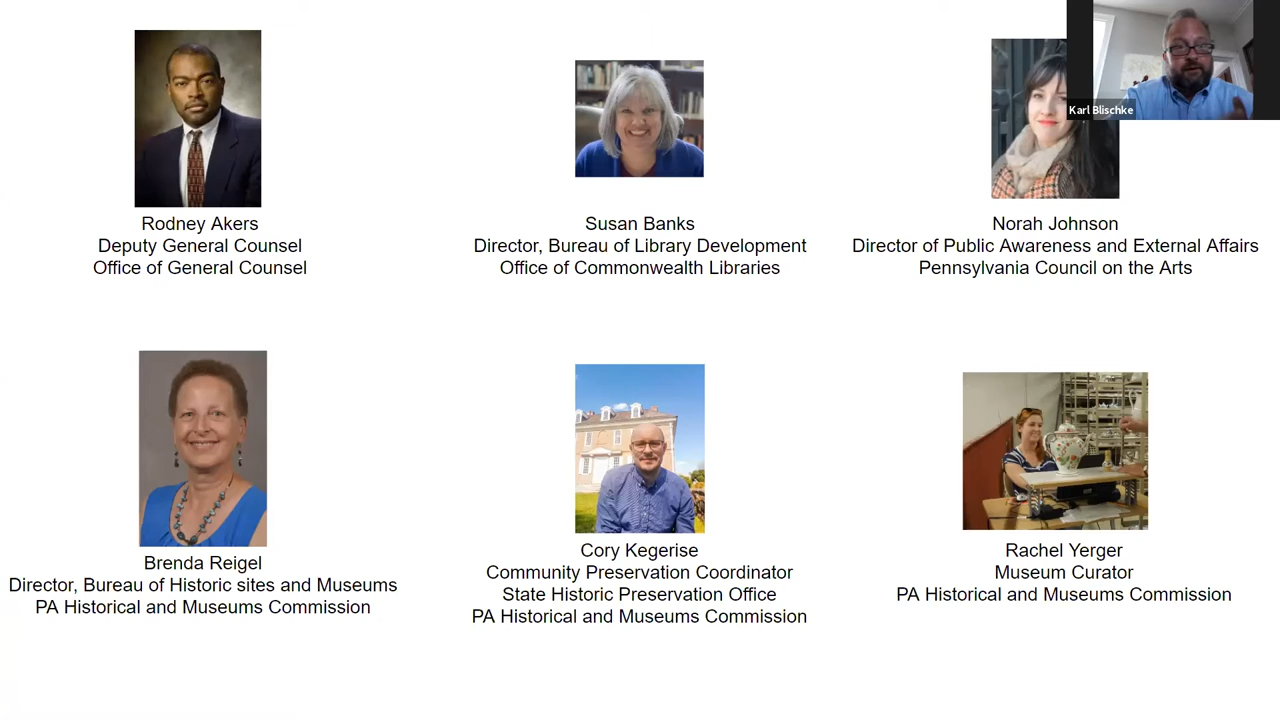 Karl Blischke
Rodney Akers
Deputy General Counsel
Office of General Counsel
Susan Banks
Director, Bureau of Library Development
Office of Commonwealth Libraries
Norah Johnson
Director of Public Awareness and External Affairs
Pennsylvania Council on the Arts
Brenda Reigel
Director, Bureau of Historic sites and Museums
PA Historical and Museums Commission
Cory Kegerise
Community Preservation Coordinator
State Historic Preservation Office
PA Historical and Museums Commission
Rachel Yerger
Museum Curator
PA Historical and Museums Commission